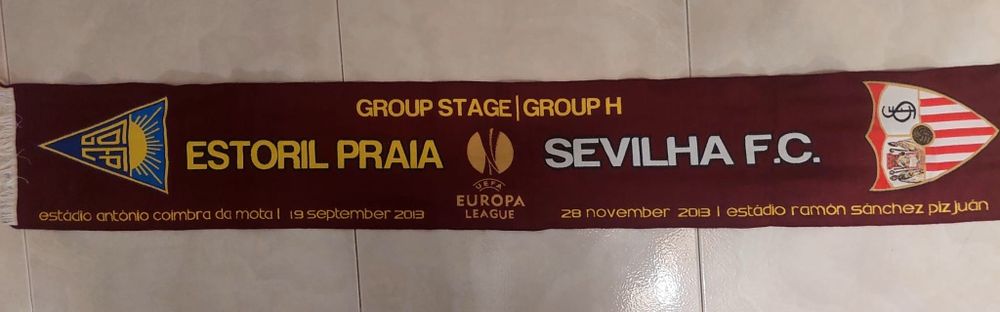 GROUP STAGE | GROUP H
ESTORIL PRAIA
SEVILHA F.C.
UEFA
EUROPA
LEAGUE
estádio antónio coimbra da mota | 19 september 2013
28 november 2013 | estádio ramón sánchez pizjuán